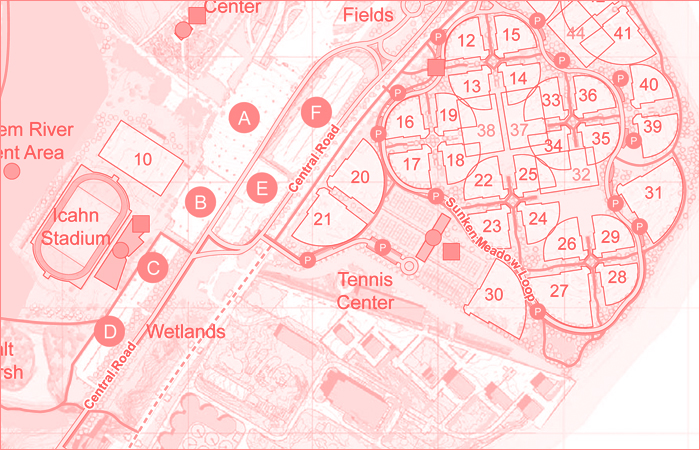 Center
Fields
44
41
15
12
14
13
40
36
33
A
F
16
19
38
37
39
35
34
em River
ent Area
10
Central Road
17
18
25
32
20
22
E
31
B
21
Icahn
Stadium
Sunken Meadow Loop
23
24
29
26
C
28
Tennis
Center
30
27
D
Wetlands
alt
rsh
Central Road
P
P
P
P
P
P
P
P
P
P
P
P
P